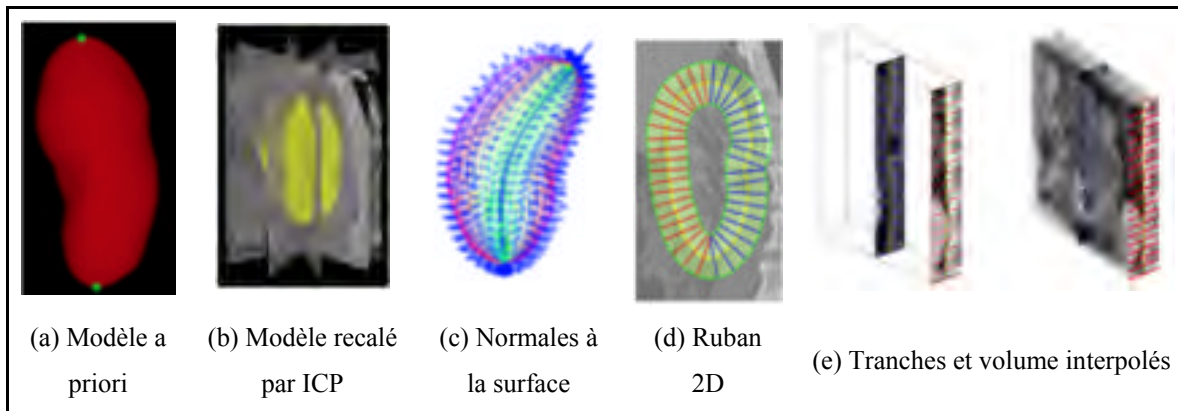 (a) Modèle a
priori
(b) Modèle recalé
par ICP
(c) Normales à
la surface
(d) Ruban
2D
(e) Tranches et volume interpolés